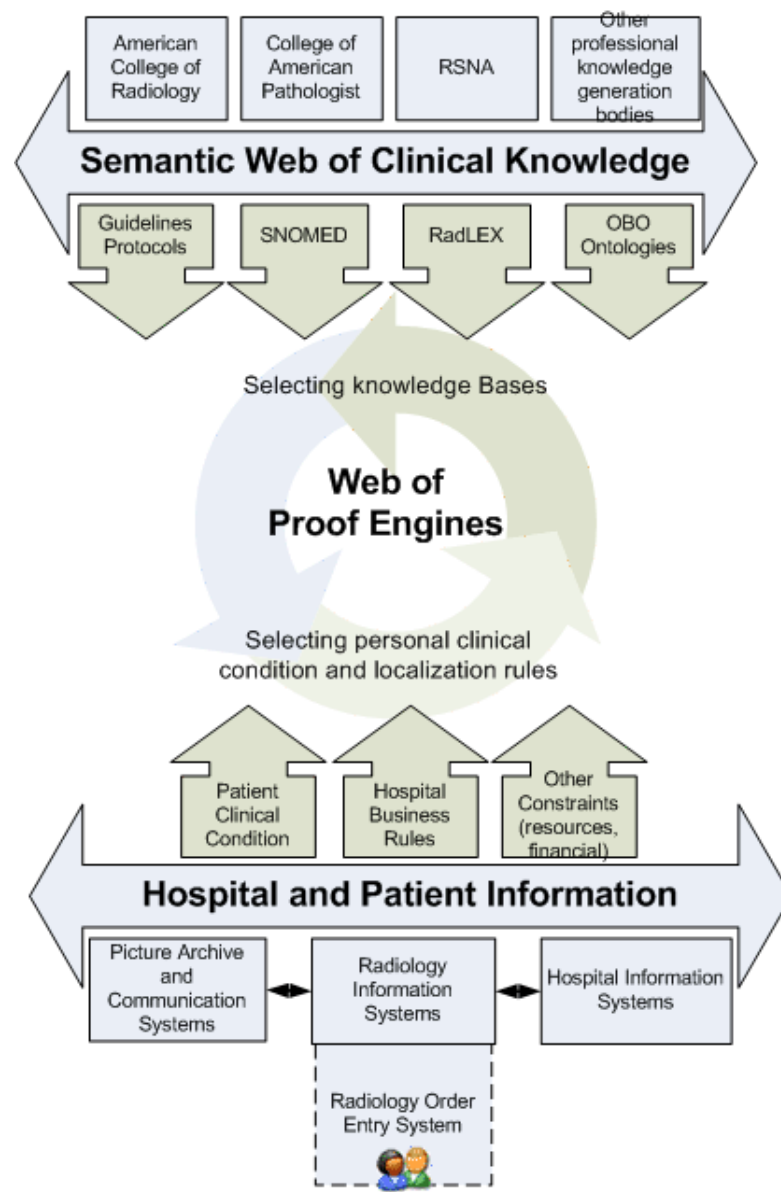 American
College of
Radiology
College of
American
Pathologist
RSNA
Other
professional
knowledge
generation
bodies
Semantic Web of Clinical Knowledge
Guidelines
Protocols
SNOMED
RadLEX
OBO
Ontologies
Selecting knowledge Bases
Web of
Proof Engines
Selecting personal clinical
condition and localization rules
Patient
Clinical
Condition
Hospital
Business
Rules
Other
Constraints
(resources,
financial)
Hospital and Patient Information
Picture Archive
and
Communication
Systems
Radiology
Information
Systems
Hospital Information
Systems
Radiology Order
Entry System